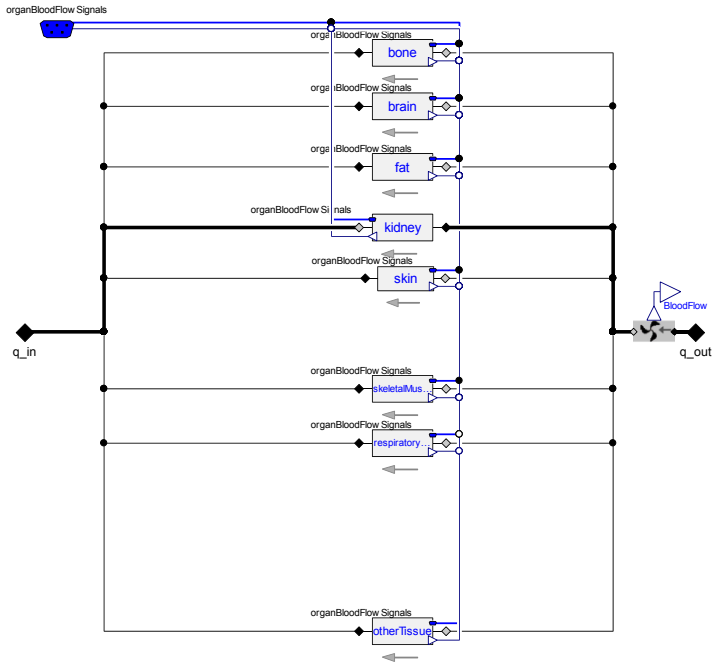 organBloodFlow Signals
organBloodFlow Signals
bone
organBloodFlow Signals
brain
organBloodFlow Signals
fat
organBloodFlow Signals
kidney
organBloodFlow Signals
skin
BloodFlow
q_in
q_out
organBloodFlow Signals
skeletalMus...
organBloodFlow Signals
respiratory...
organBloodFlow Signals
otherTissue